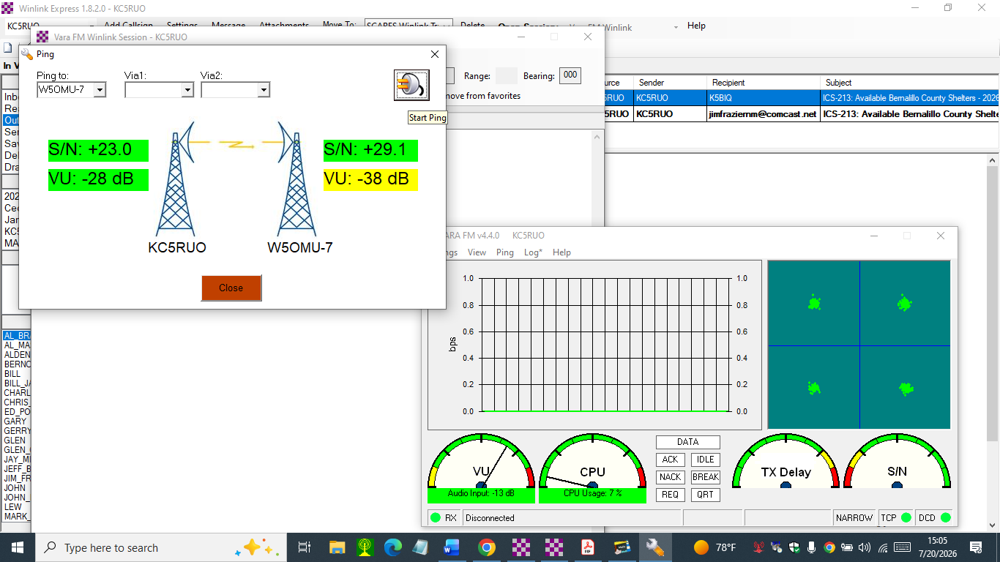 Winlink Express 1.8.2.0 - KC5RUO
KC5RUO Add Callsign Settings Message Attachments Move To: SCARES Winlink Tr Delete Open Session: Vara FM Winlink Help
Vara FM Winlink Session - KC5RUO
Ping
Ping to: Via1: Via2:
W5OMU-7
Start Ping
S/N: +23.0
VU: -28 dB
S/N: +29.1
VU: -38 dB
KC5RUO
W5OMU-7
Close
Range: Bearing: 000
move from favorites
Source Sender Recipient Subject
5RUO KC5RUO K5BIQ ICS-213: Available Bernalillo County Shelters - 2026
5RUO KC5RUO jimfraziernm@comcast.net ICS-213: Available Bernalillo County Shelte
In
Inbo
Rea
Out
Sen
Sav
Del
Dra
202
Cec
Jan
KC5
MA
AL_BR
AL_MA
ALDEN
BERNC
BILL
BILL_JA
CHARL
CHRIS_
ED_PO
GARY
GERRY
GLEN
GLEN_
JAY_M
JEFF_B
JIM_FR
JOHN
JOHN_
LEW
MARK_
ARA FM v4.4.0 KC5RUO
ngs View Ping Log* Help
1.0 1.0
0.8 0.8
0.6 0.6
0.4 0.4
0.2 0.2
0.0 0.0
bps
VU
Audio Input: -13 dB
CPU
CPU Usage: 7 %
DATA
ACK IDLE
NACK BREAK
REQ QRT
TX Delay
S/N
RX Disconnected NARROW TCP DCD
Type here to search
78°F
15:05
7/20/2026